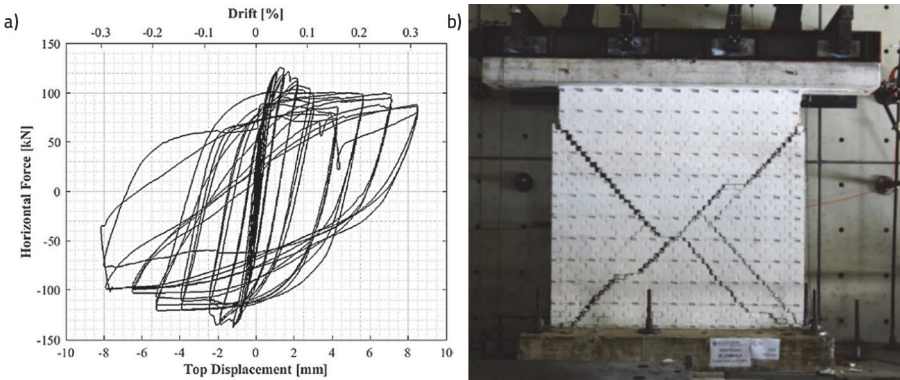 a)
Drift [%]
-0.3 -0.2 -0.1 0 0.1 0.2 0.3
150
100
50
0
-50
-100
-150
Horizontal Force [kN]
-10 -8 -6 -4 -2 0 2 4 6 8 10
Top Displacement [mm]
b)